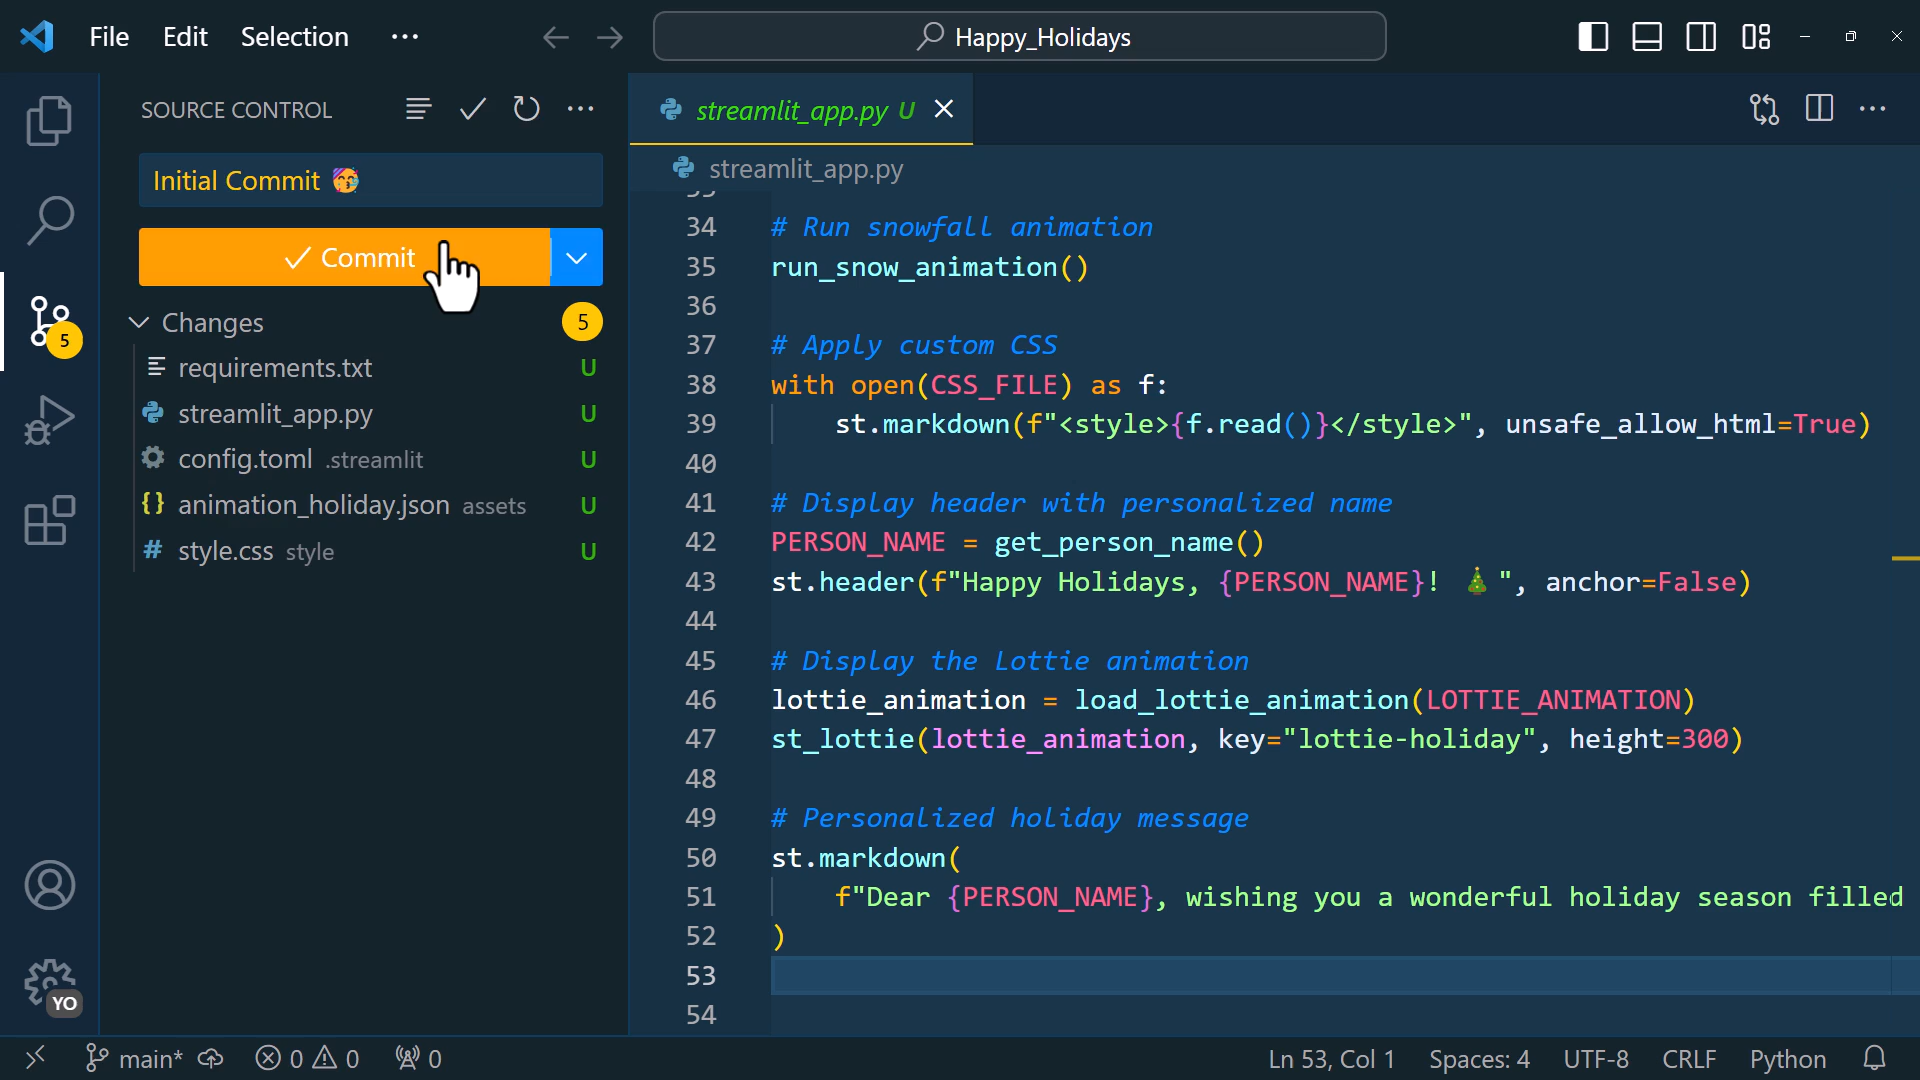 File Edit Selection ··· Happy_Holidays
SOURCE CONTROL
Initial Commit 🥳
Commit
Changes 5
5
requirements.txt U
streamlit_app.py U
config.toml .streamlit U
{} animation_holiday.json assets U
# style.css style U
YO
streamlit_app.py U
streamlit_app.py
34 # Run snowfall animation
35 run_snow_animation()
36
37 # Apply custom CSS
38 with open(CSS_FILE) as f:
39 st.markdown(f"<style>{f.read()}</style>", unsafe_allow_html=True)
40
41 # Display header with personalized name
42 PERSON_NAME = get_person_name()
43 st.header(f"Happy Holidays, {PERSON_NAME}! 🎄", anchor=False)
44
45 # Display the Lottie animation
46 lottie_animation = load_lottie_animation(LOTTIE_ANIMATION)
47 st_lottie(lottie_animation, key="lottie-holiday", height=300)
48
49 # Personalized holiday message
50 st.markdown(
51 f"Dear {PERSON_NAME}, wishing you a wonderful holiday season filled
52 )
53
54
main* 0 0 0 Ln 53, Col 1 Spaces: 4 UTF-8 CRLF Python